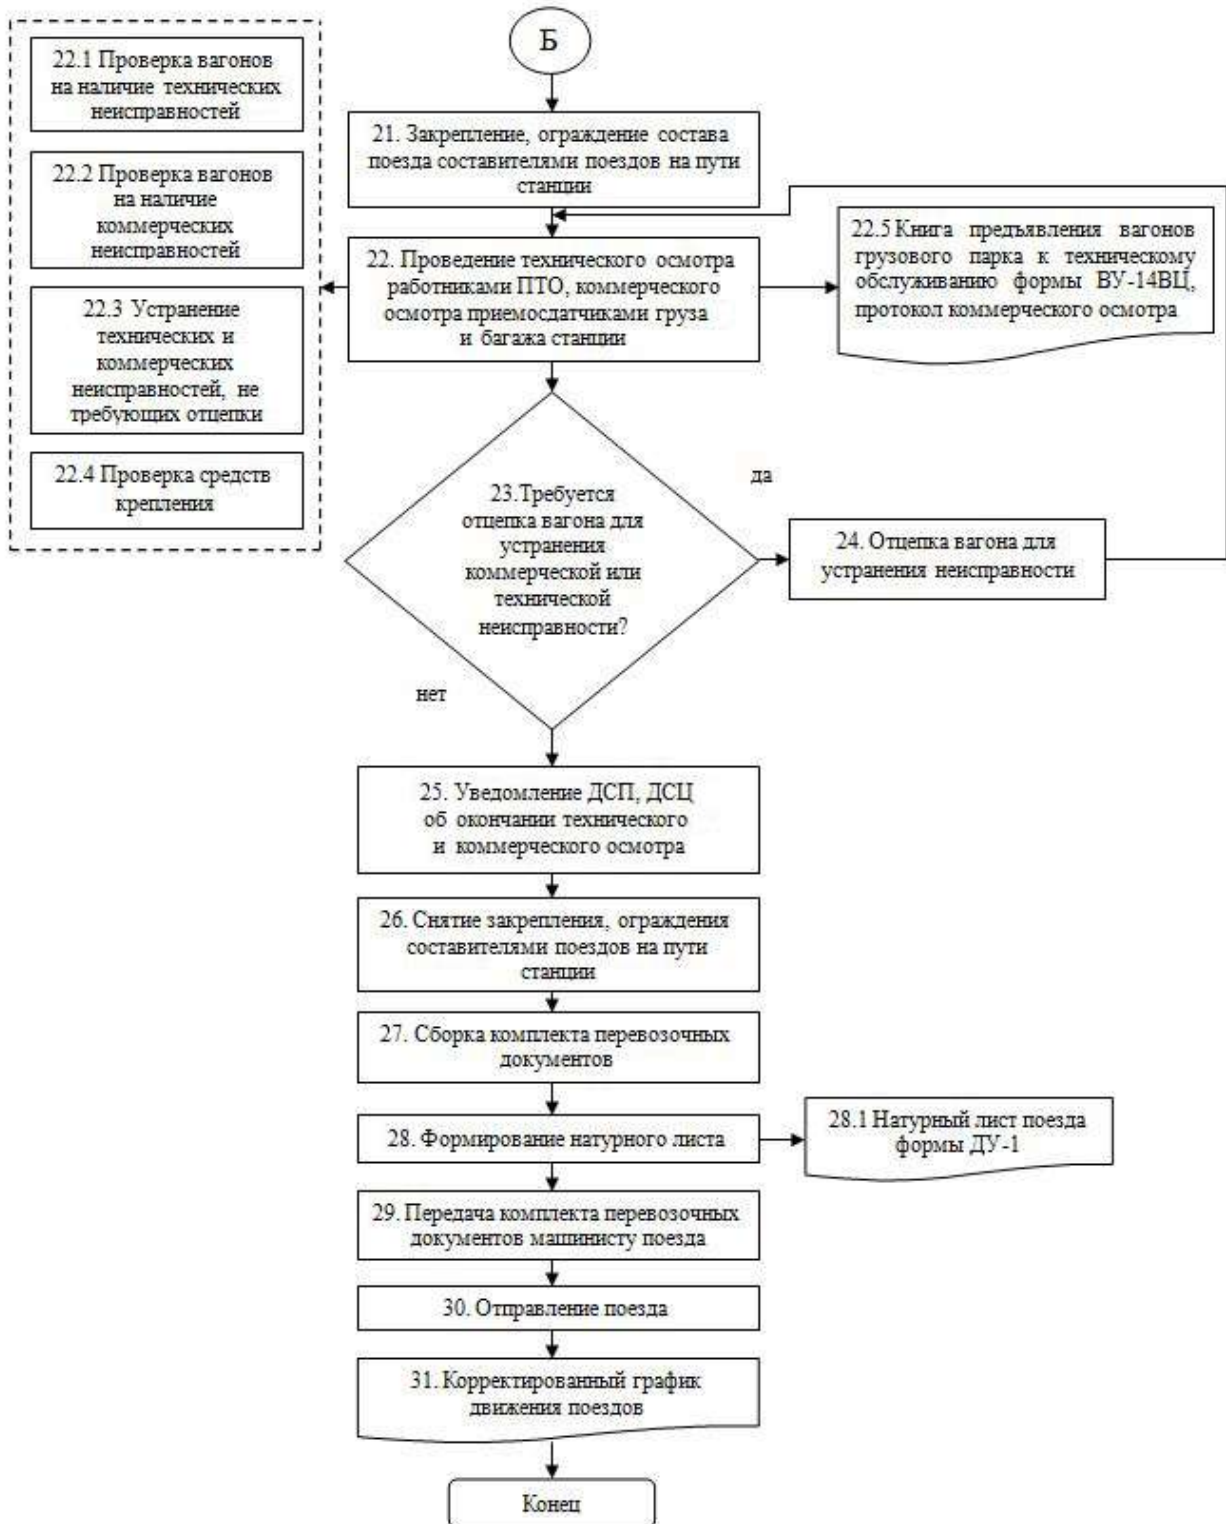 Б
22.1 Проверка вагонов
на наличие технических
неисправностей
22.2 Проверка вагонов
на наличие
коммерческих
неисправностей
22.3 Устранение
технических и
коммерческих
неисправностей, не
требующих отцепки
22.4 Проверка средств
крепления
21. Закрепление, ограждение состава
поезда составителями поездов на пути
станции
22. Проведение технического осмотра
работниками ПТО, коммерческого
осмотра приемосдатчиками груза
и багажа станции
22.5 Книга предъявления вагонов
грузового парка к техническому
обслуживанию формы ВУ-14ВЦ,
протокол коммерческого осмотра
23.Требуется
отцепка вагона для
устранения
коммерческой или
технической
неисправности?
да
24. Отцепка вагона для
устранения неисправности
нет
25. Уведомление ДСП, ДСЦ
об окончании технического
и коммерческого осмотра
26. Снятие закрепления, ограждения
составителями поездов на пути
станции
27. Сборка комплекта перевозочных
документов
28. Формирование натурного листа
28.1 Натурный лист поезда
формы ДУ-1
29. Передача комплекта перевозочных
документов машинисту поезда
30. Отправление поезда
31. Корректированный график
движения поездов
Конец